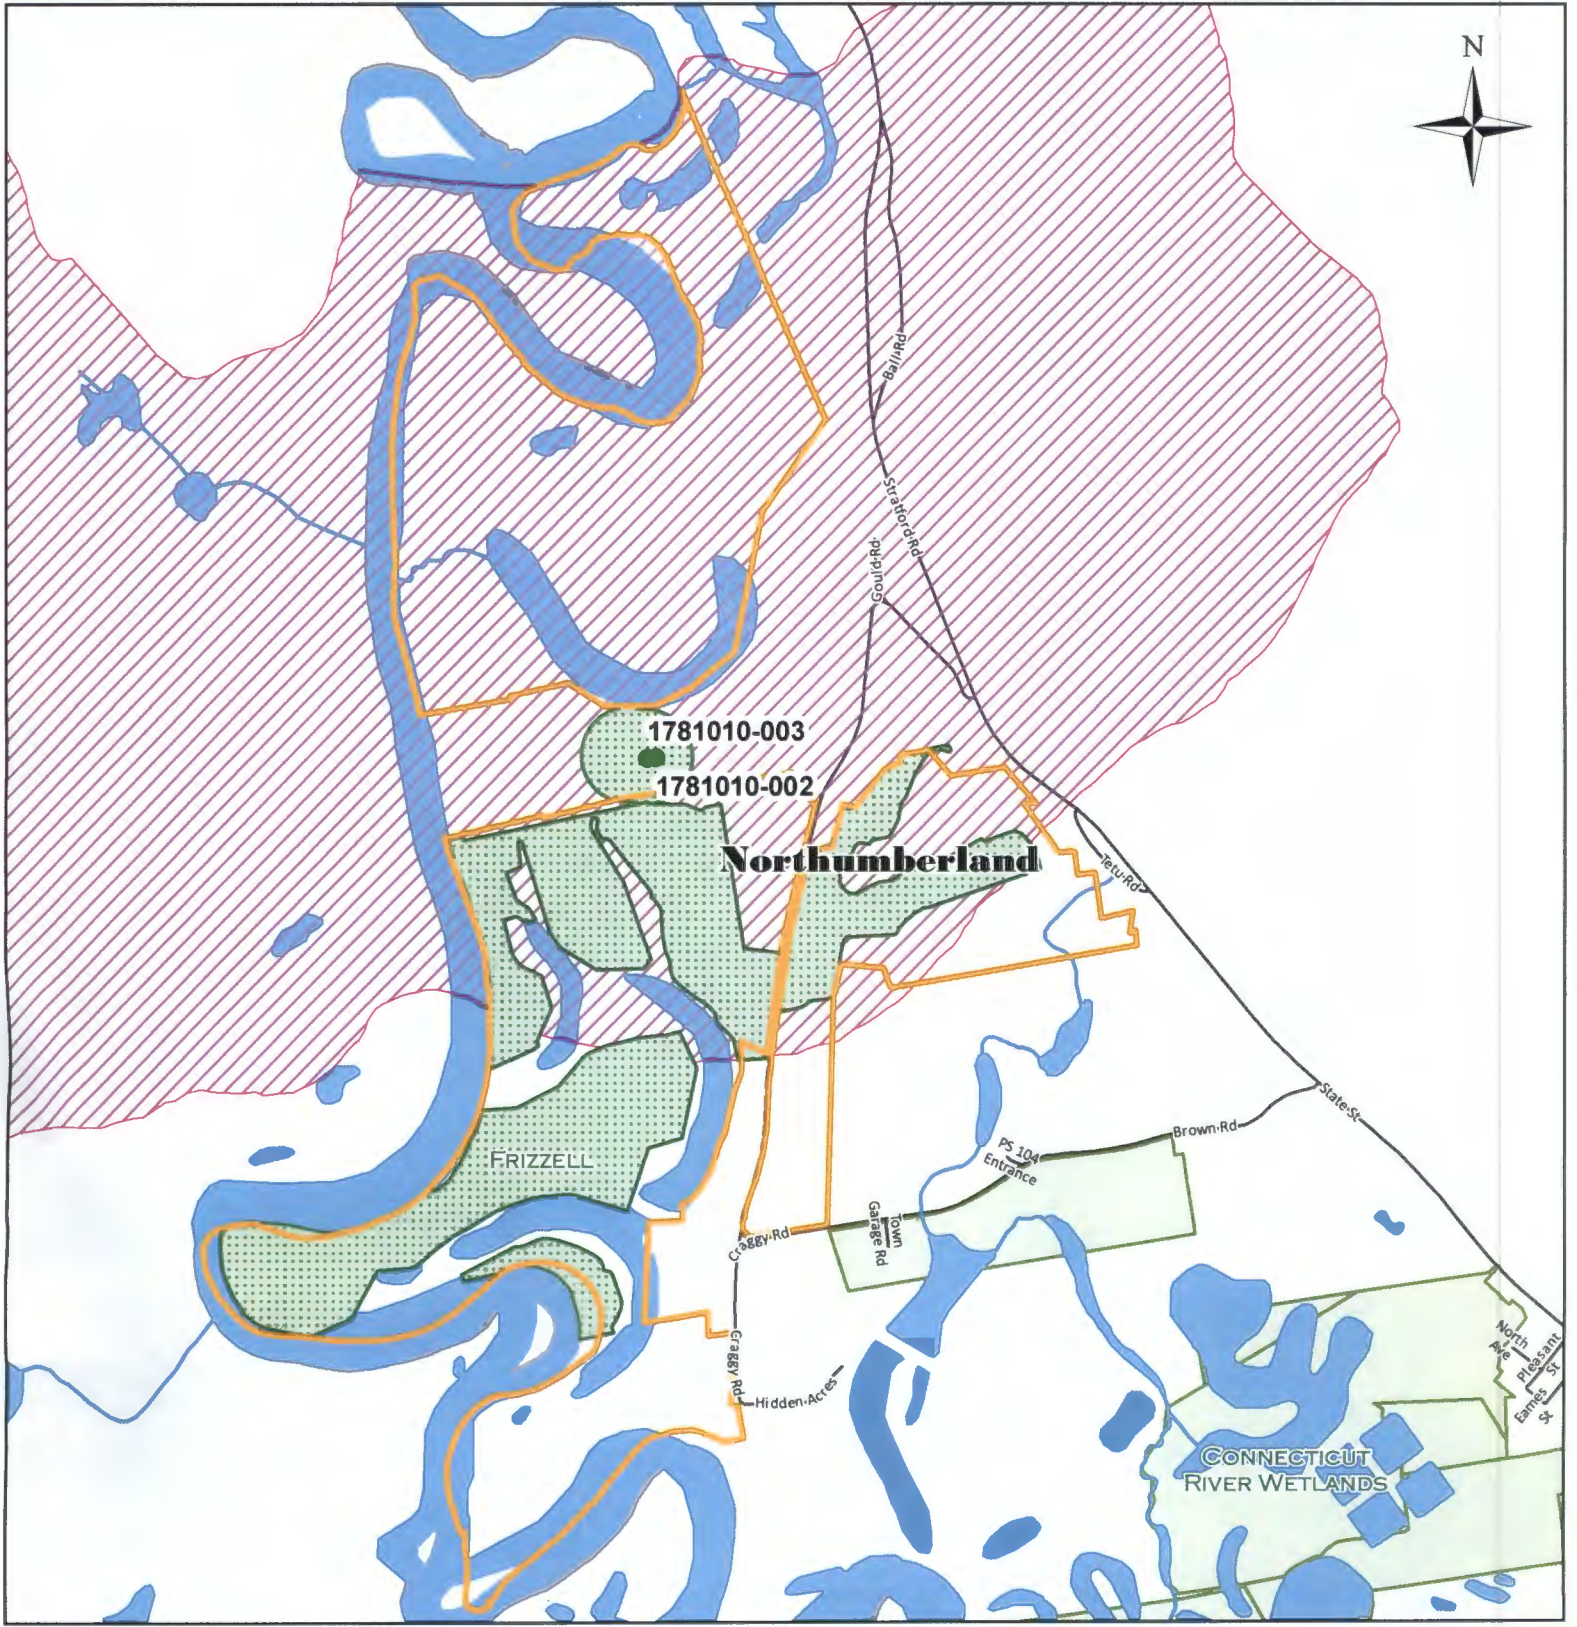 N
Ball Rd
Stratford Rd
Gould Rd
1781010-003
1781010-002
Northumberland
Tetu Rd
State St
Brown Rd
PS 104
Entrance
FRIZZELL
Town
Garage Rd
Craggy Rd
Craggy Rd
Hidden Acres
North
Ave
Pleasant
St
Eames
St
CONNECTICUT
RIVER WETLANDS